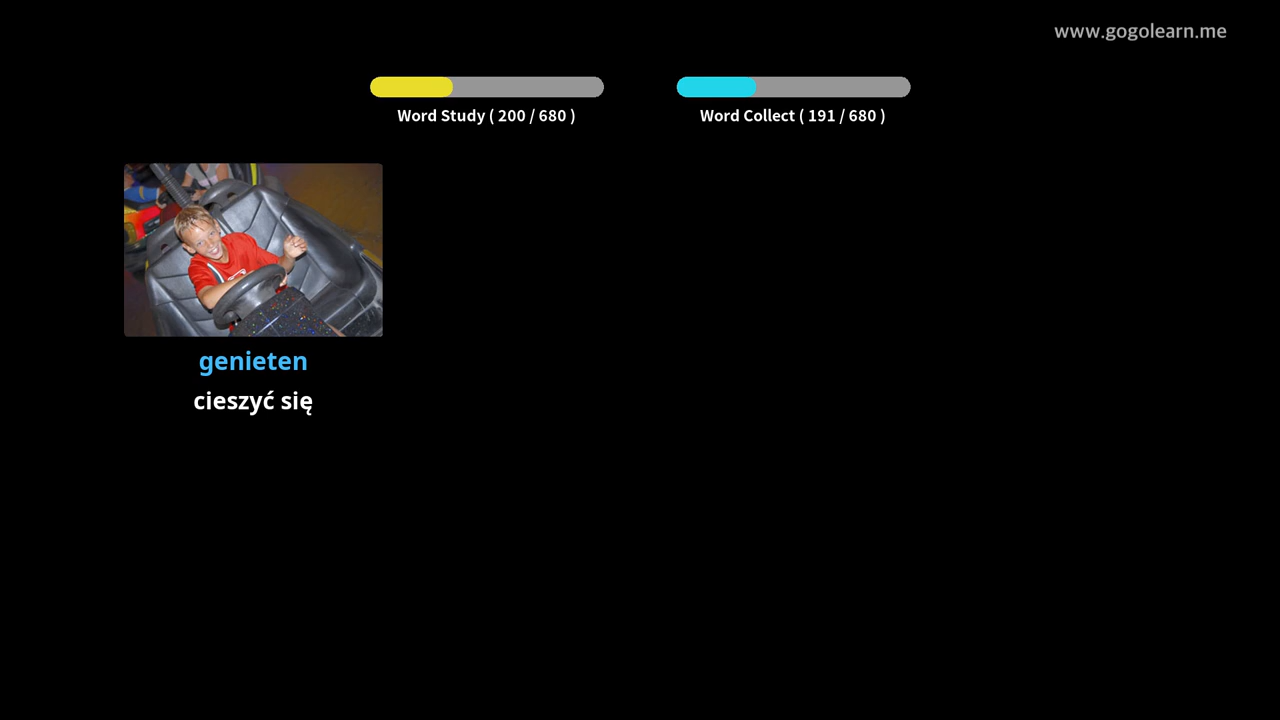 www.gogolearn.me
Word Study ( 200 / 680 )
Word Collect ( 191 / 680 )
genieten
cieszyć się